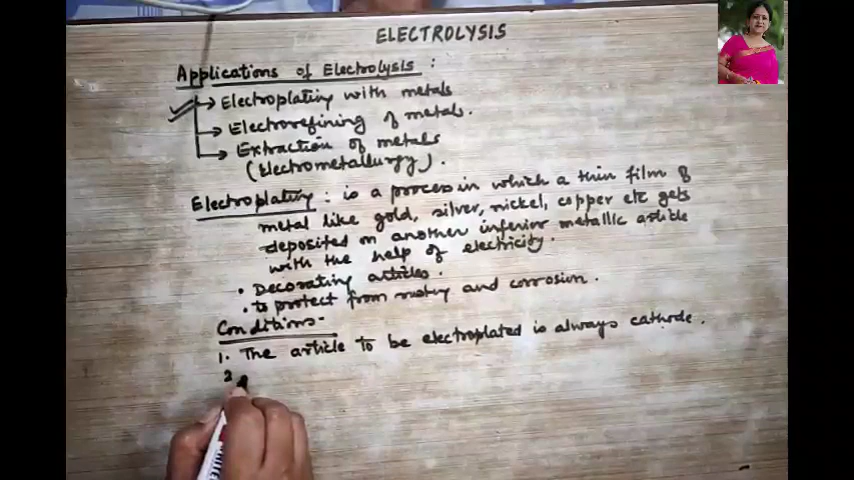 ELECTROLYSIS
Applications of Electrolysis :
→ Electroplating with metals
→ Electrorefining of metals.
→ Extraction of metals
(Electrometallurgy).
Electroplating : is a process in which a thin film of
metal like gold, silver, nickel, copper etc gets
deposited on another inferior metallic article
with the help of electricity.
• Decorating articles.
• to protect from rusting and corrosion.
Conditions-
1. The article to be electroplated is always cathode.
2.